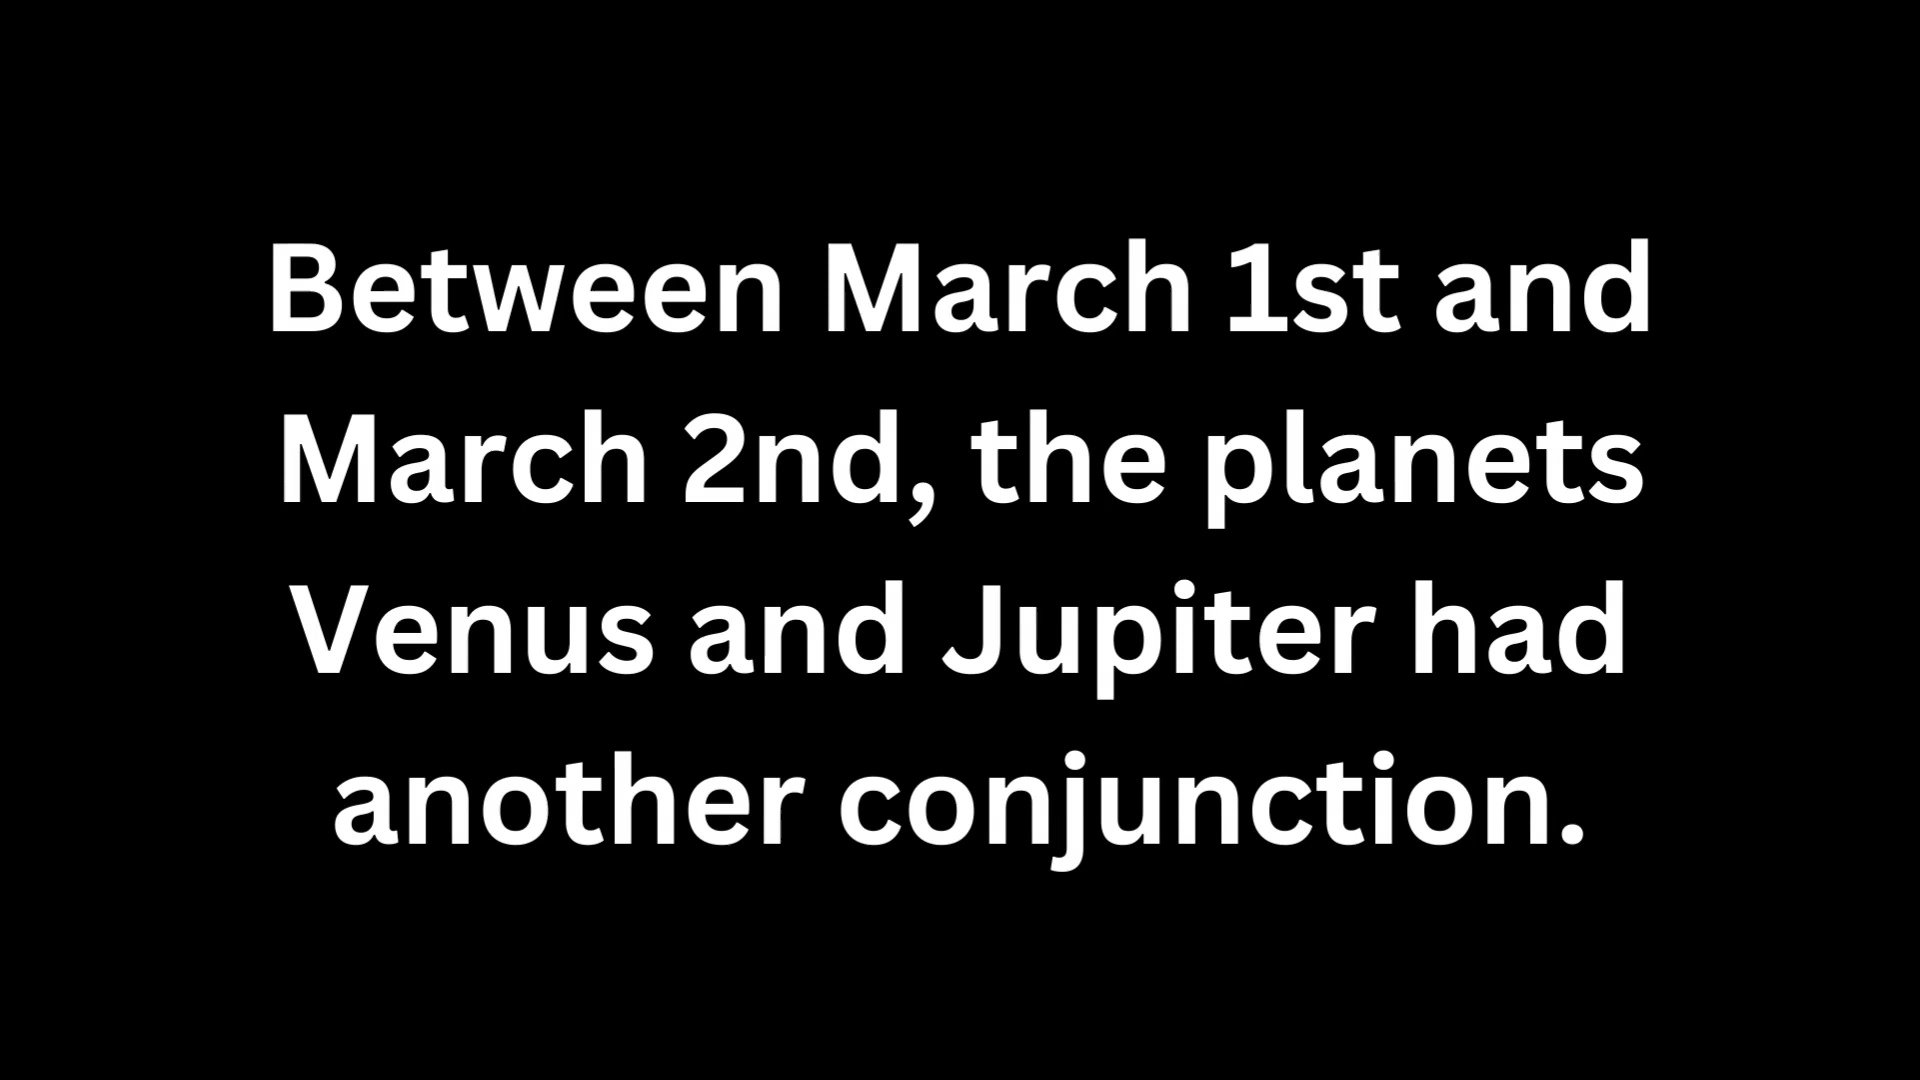 Between March 1st and
March 2nd, the planets
Venus and Jupiter had
another conjunction.